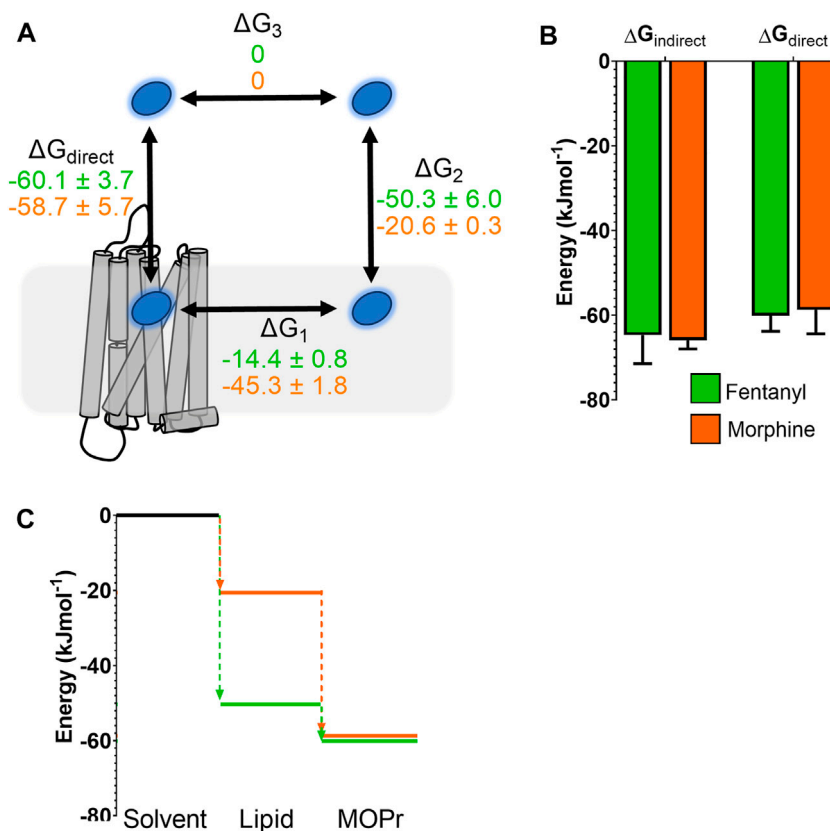 A
ΔG3
0
0
ΔGdirect
-60.1 ± 3.7
-58.7 ± 5.7
ΔG2
-50.3 ± 6.0
-20.6 ± 0.3
ΔG1
-14.4 ± 0.8
-45.3 ± 1.8
B
ΔGindirect ΔGdirect
0
-20
-40
-60
-80
Energy (kJmol-1)
Fentanyl
Morphine
C
0
-20
-40
-60
-80
Energy (kJmol-1)
Solvent Lipid MOPr